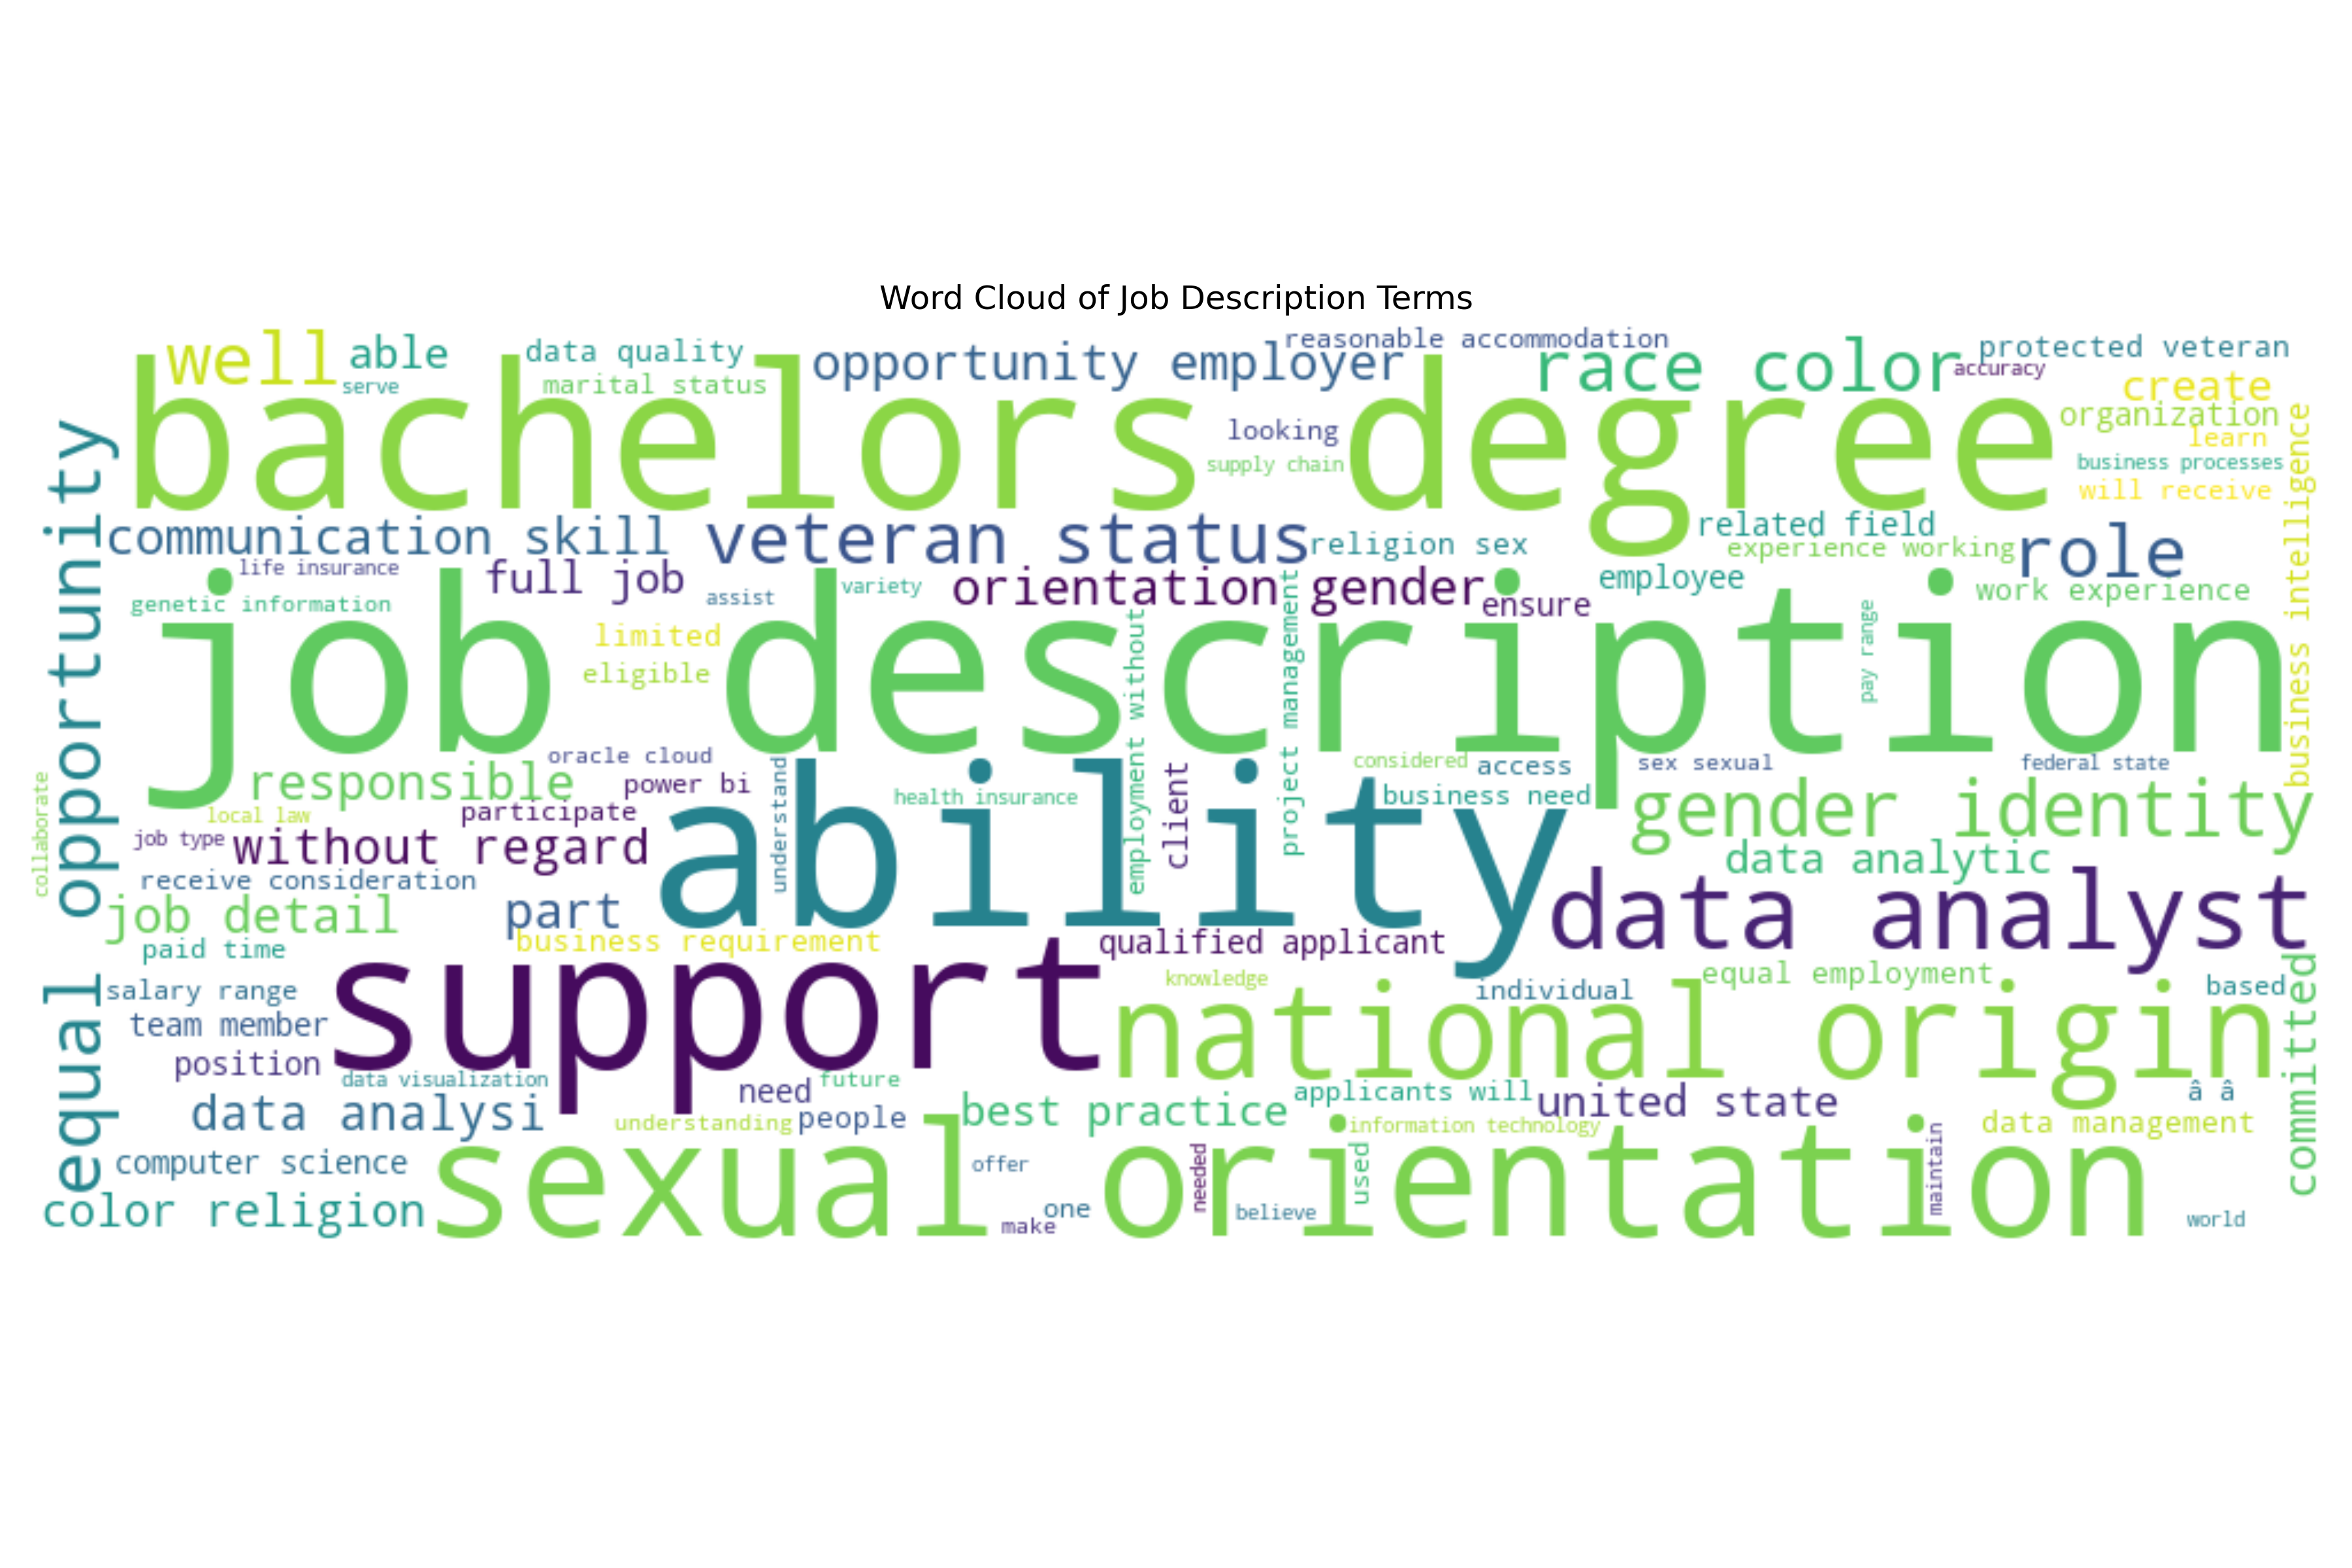 Word Cloud of Job Description Terms
well
able
serve
data quality
marital status
opportunity employer
reasonable accommodation
race color
protected veteran
accuracy
create
organization
learn
business processes
will receive
bachelors degree
looking
supply chain
equal opportunity
communication skill
veteran status
religion sex
related field
experience working
role
business intelligence
life insurance
full job
assist
variety
orientation gender
ensure
employee
work experience
genetic information
limited
eligible
job description
employment without
project management
pay range
oracle cloud
responsible
power bi
understand
considered
access
sex sexual
federal state
collaborate
local law
participate
health insurance
client
business need
gender identity
job type
without regard
ability
data analytic
receive consideration
data analyst
job detail
part
paid time
business requirement
qualified applicant
support
knowledge
equal employment
salary range
individual
based
national origin
committed
team member
position
data visualization
need
future
applicants will
united state
â â
data analysi
understanding
people
best practice
information technology
data management
computer science
sexual orientation
offer
needed
used
maintain
color religion
make
one
believe
world